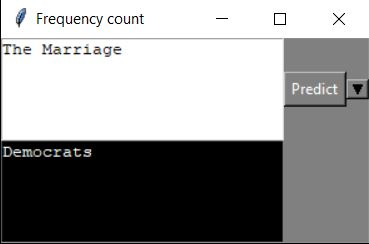 Frequency count
The Marriage
Predict
Democrats